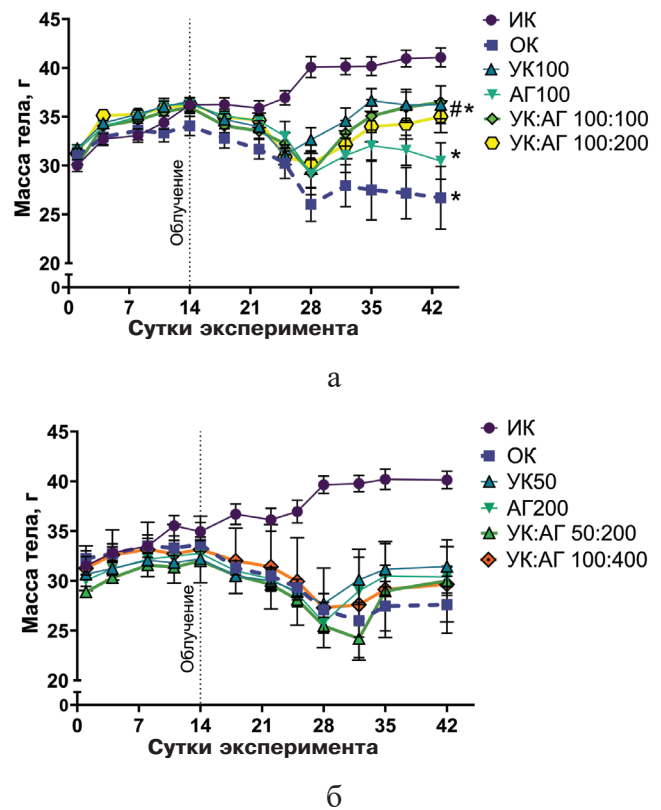 45
40
35
30
25
20
0
Масса тела, г
Облучение
0 7 14 21 28 35 42
Сутки эксперимента
ИК
ОК
УК100
АГ100
УК:АГ 100:100
УК:АГ 100:200
#*
*
*
а
45
40
35
30
25
20
0
Масса тела, г
Облучение
0 7 14 21 28 35 42
Сутки эксперимента
ИК
ОК
УК50
АГ200
УК:АГ 50:200
УК:АГ 100:400
б